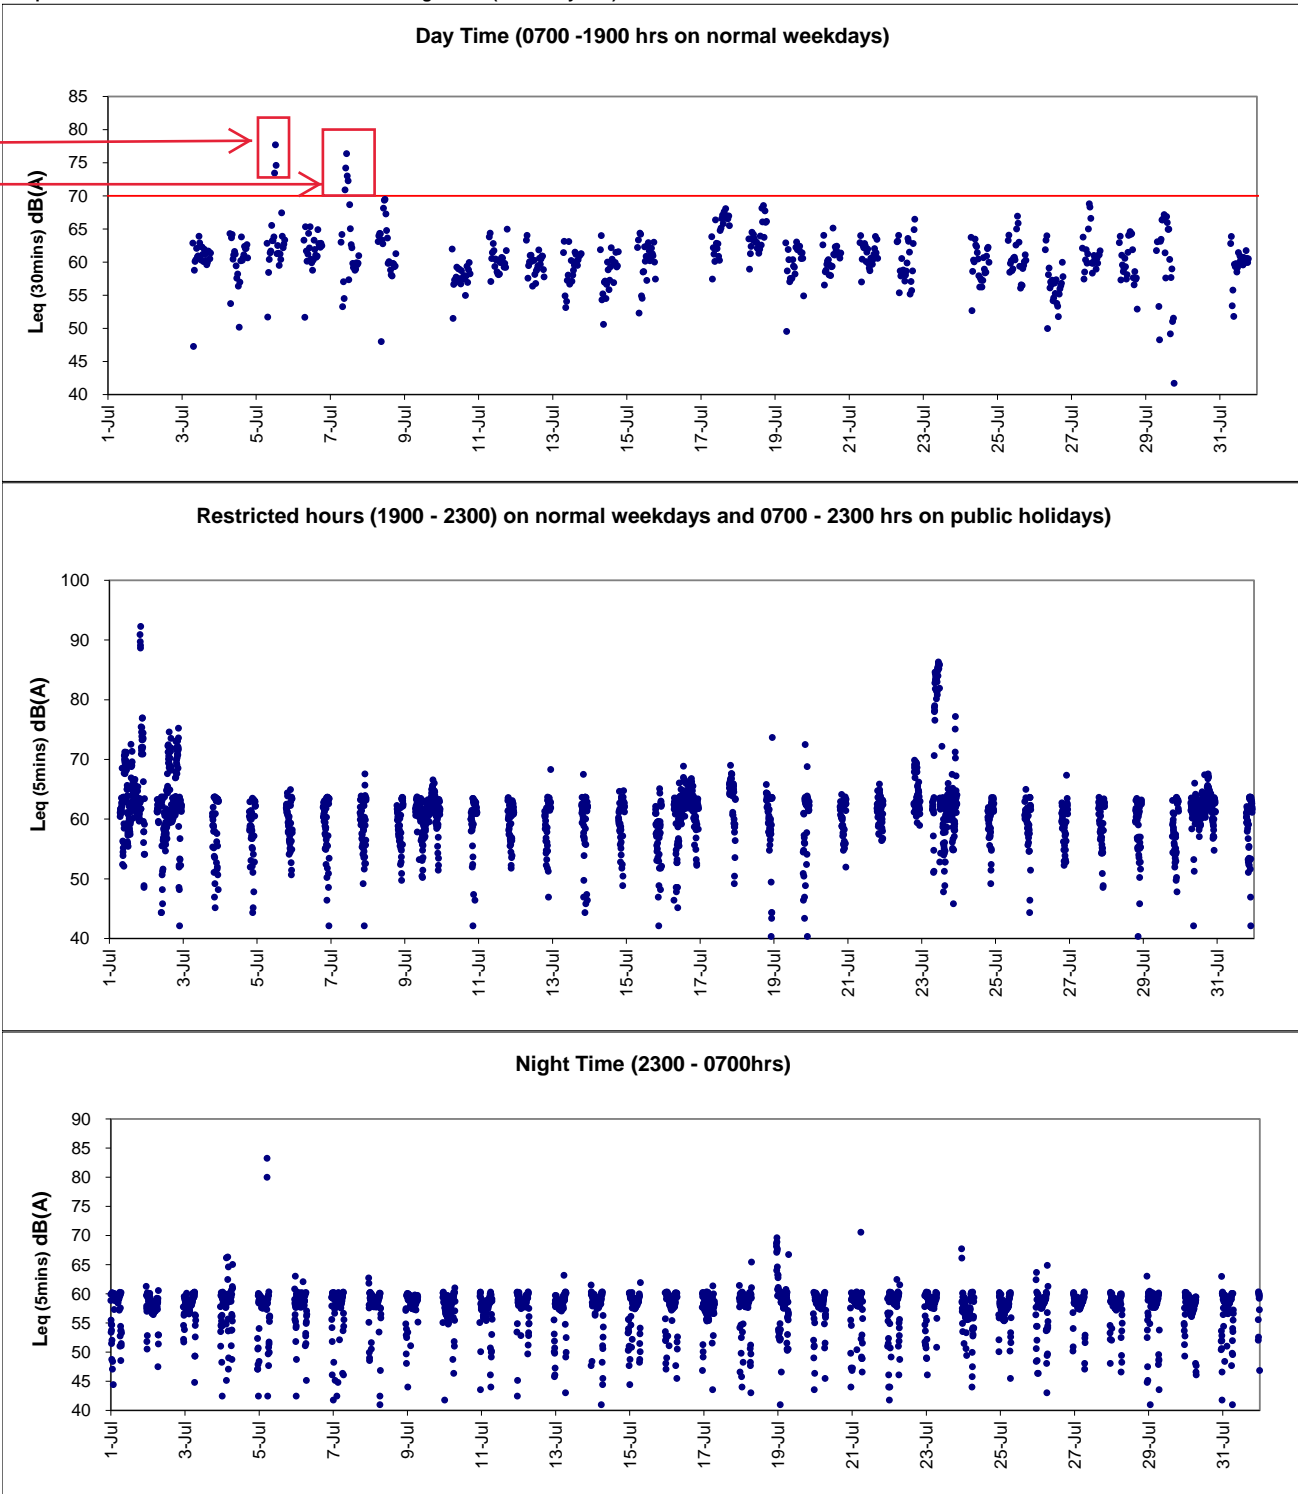 Day Time (0700 -1900 hrs on normal weekdays)
Leq (30mins) dB(A)
85
80
75
70
65
60
55
50
45
40
1-Jul
3-Jul
5-Jul
7-Jul
9-Jul
11-Jul
13-Jul
15-Jul
17-Jul
19-Jul
21-Jul
23-Jul
25-Jul
27-Jul
29-Jul
31-Jul
Restricted hours (1900 - 2300) on normal weekdays and 0700 - 2300 hrs on public holidays)
Leq (5mins) dB(A)
100
90
80
70
60
50
40
1-Jul
3-Jul
5-Jul
7-Jul
9-Jul
11-Jul
13-Jul
15-Jul
17-Jul
19-Jul
21-Jul
23-Jul
25-Jul
27-Jul
29-Jul
31-Jul
Night Time (2300 - 0700hrs)
Leq (5mins) dB(A)
90
85
80
75
70
65
60
55
50
45
40
1-Jul
3-Jul
5-Jul
7-Jul
9-Jul
11-Jul
13-Jul
15-Jul
17-Jul
19-Jul
21-Jul
23-Jul
25-Jul
27-Jul
29-Jul
31-Jul